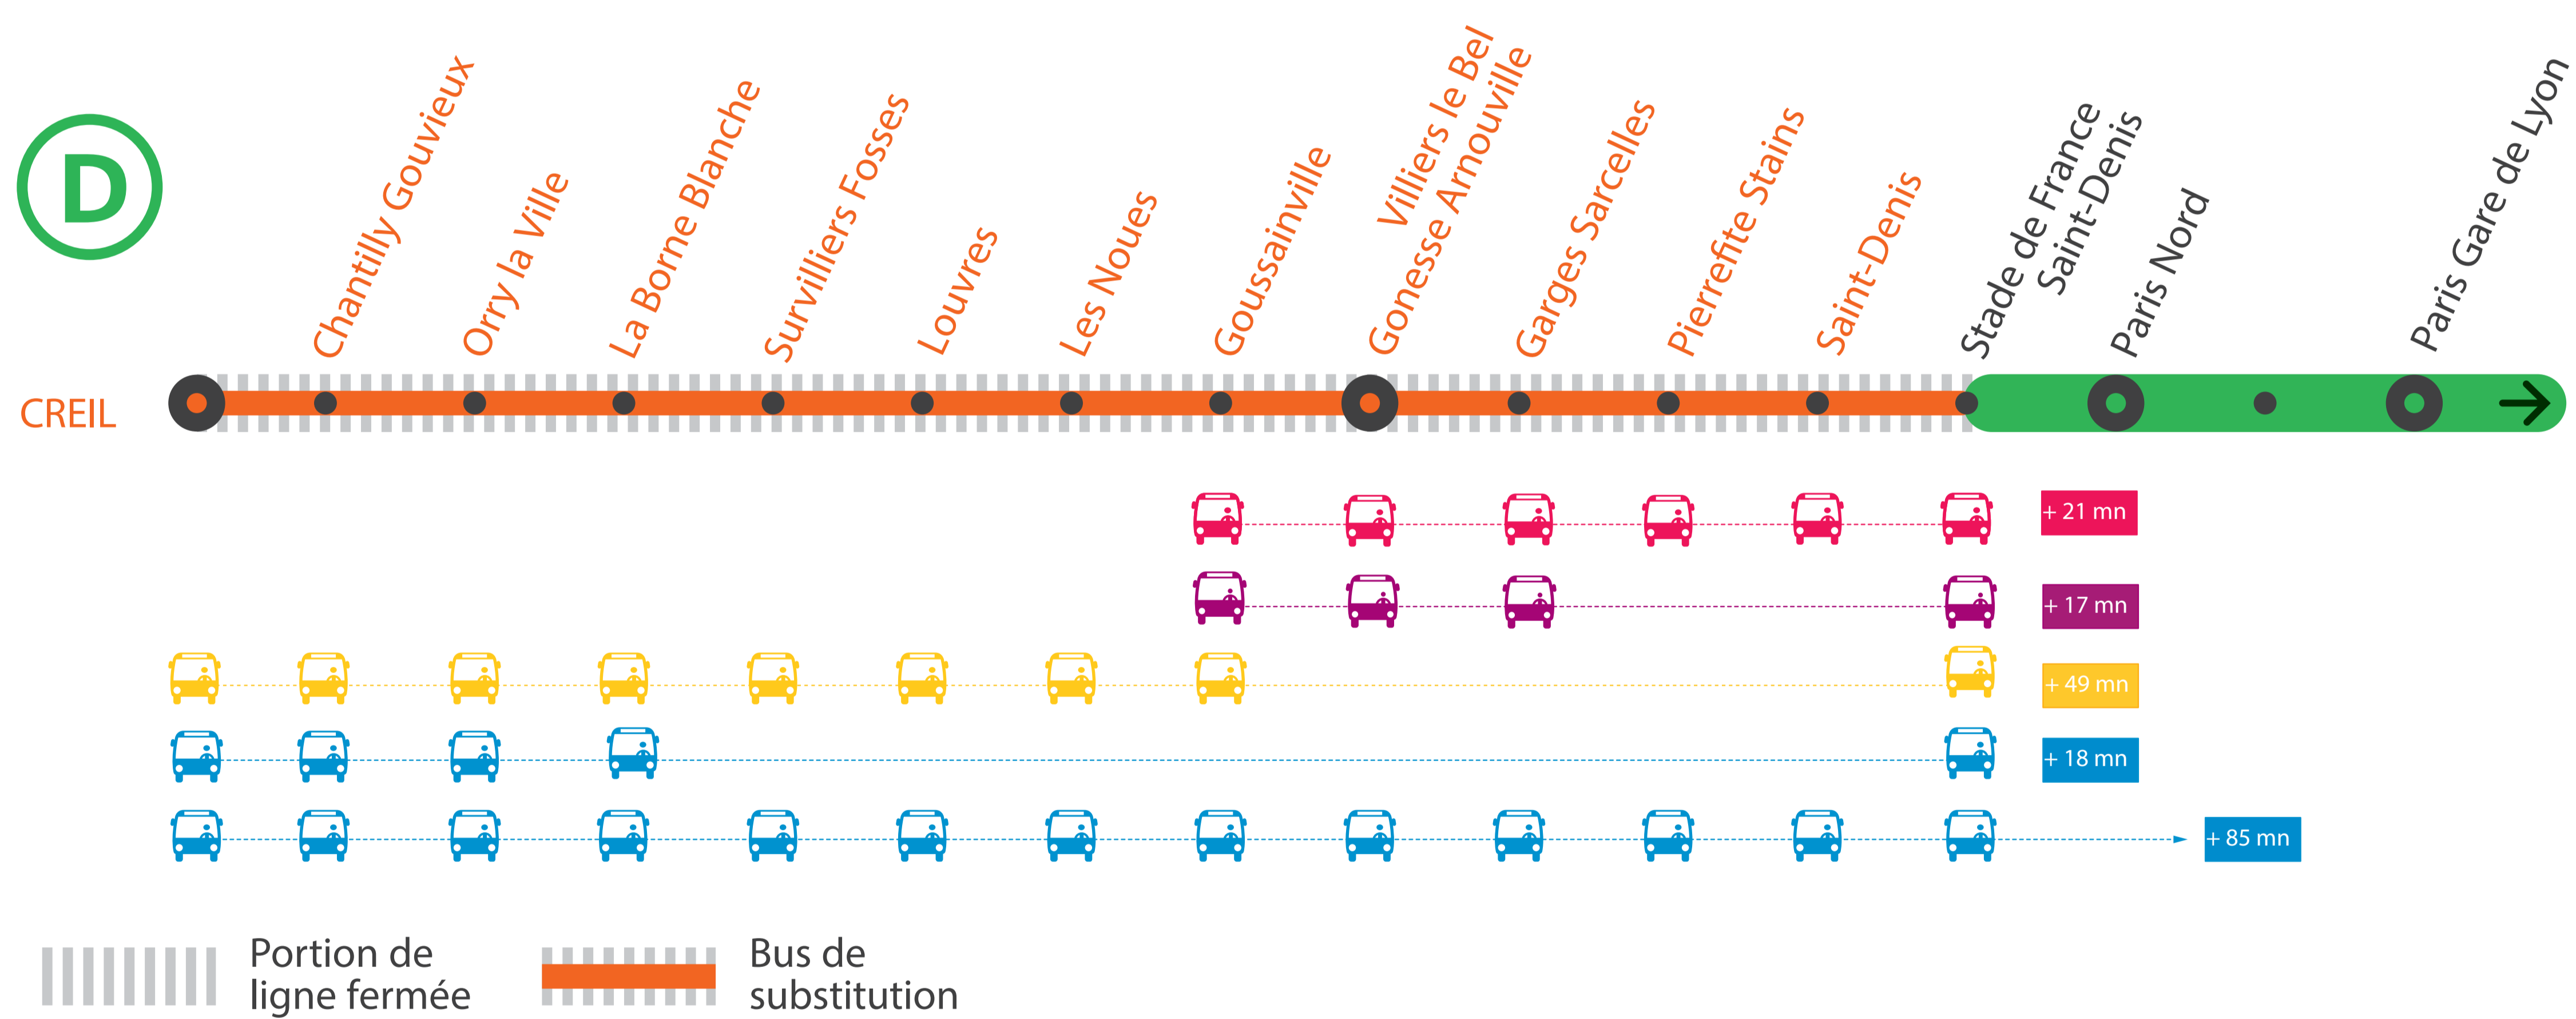 D
Chantilly Gouvieux
Orry la Ville
La Borne Blanche
Survilliers Fosses
Louvres
Les Noues
Goussainville
Villiers le Bel
Gonesse Arnouville
Garges Sarcelles
Pierrefite Stains
Saint-Denis
Stade de France
Saint-Denis
Paris Nord
Paris Gare de Lyon
CREIL
+ 21 mn
+ 17 mn
+ 49 mn
+ 18 mn
+ 85 mn
Portion de
ligne fermée
Bus de
substitution